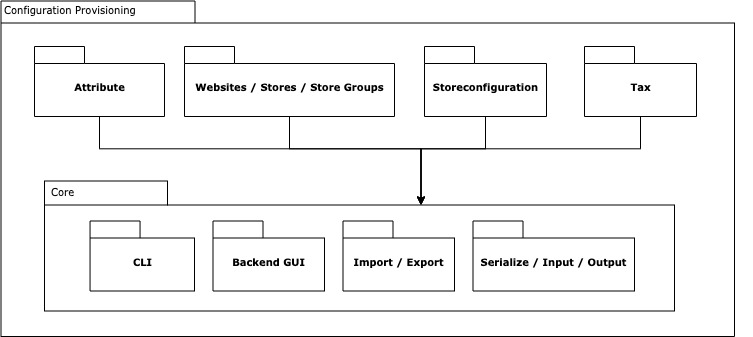 Configuration Provisioning
Attribute
Websites / Stores / Store Groups
Storeconfiguration
Tax
Core
CLI
Backend GUI
Import / Export
Serialize / Input / Output